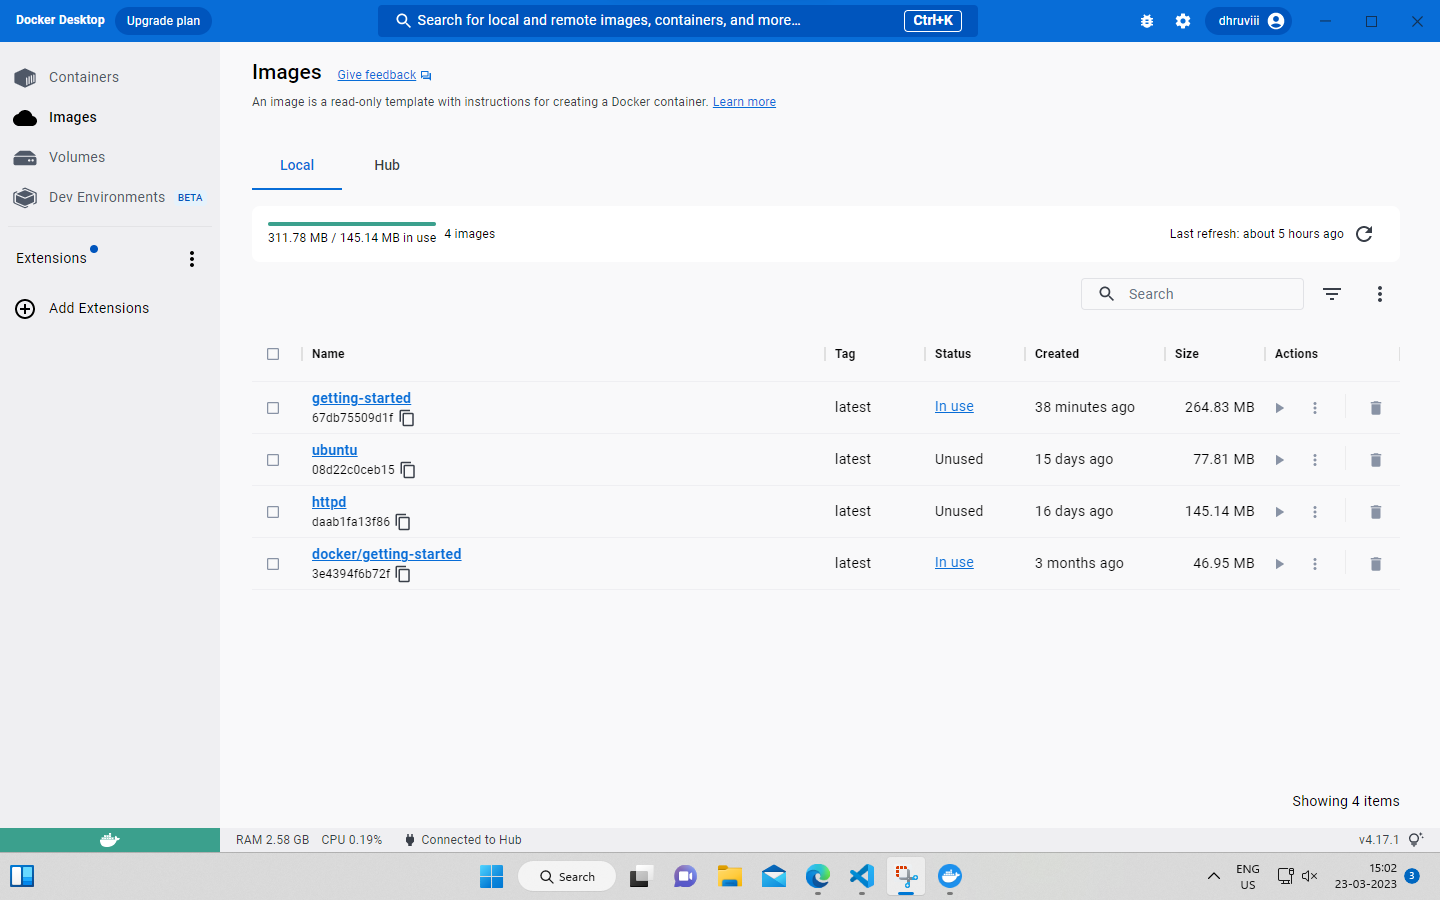 Docker Desktop Upgrade plan Search for local and remote images, containers, and more... Ctrl+K dhruviii
Containers
Images
Volumes
Dev Environments BETA
Extensions
Add Extensions
Images Give feedback
An image is a read-only template with instructions for creating a Docker container. Learn more
Local Hub
311.78 MB / 145.14 MB in use 4 images Last refresh: about 5 hours ago
Search
Name Tag Status Created Size Actions
getting-started
67db75509d1f latest In use 38 minutes ago 264.83 MB
ubuntu
08d22c0ceb15 latest Unused 15 days ago 77.81 MB
httpd
daab1fa13f86 latest Unused 16 days ago 145.14 MB
docker/getting-started
3e4394f6b72f latest In use 3 months ago 46.95 MB
Showing 4 items
RAM 2.58 GB CPU 0.19% Connected to Hub v4.17.1
Search
ENG
US
15:02
23-03-2023
3